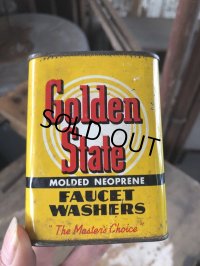 Golden
State
SOLD OUT
MOLDED NEOPRENE
FAUCET
WASHERS
"The Master's Choice"